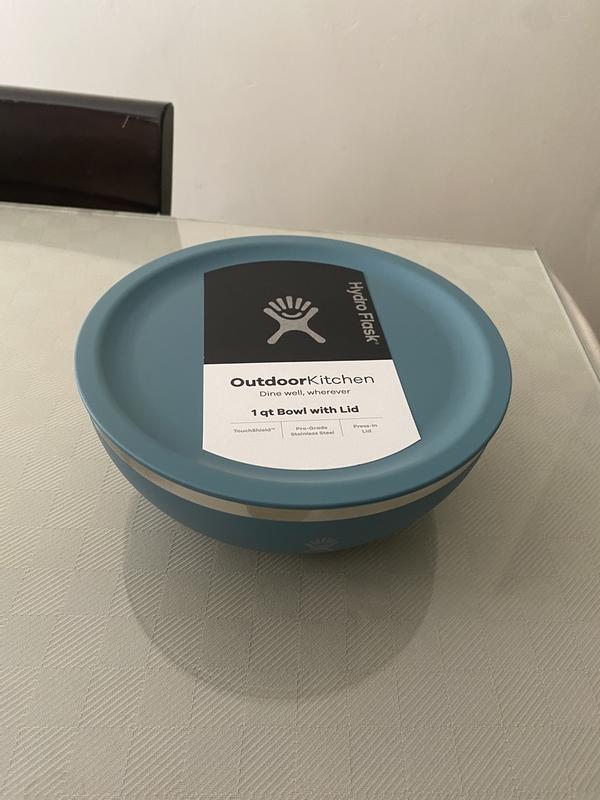 Hydro Flask®
OutdoorKitchen
Dine well, wherever
1 qt Bowl with Lid
TouchShield™
Pro-Grade
Stainless Steel
Press-In
Lid